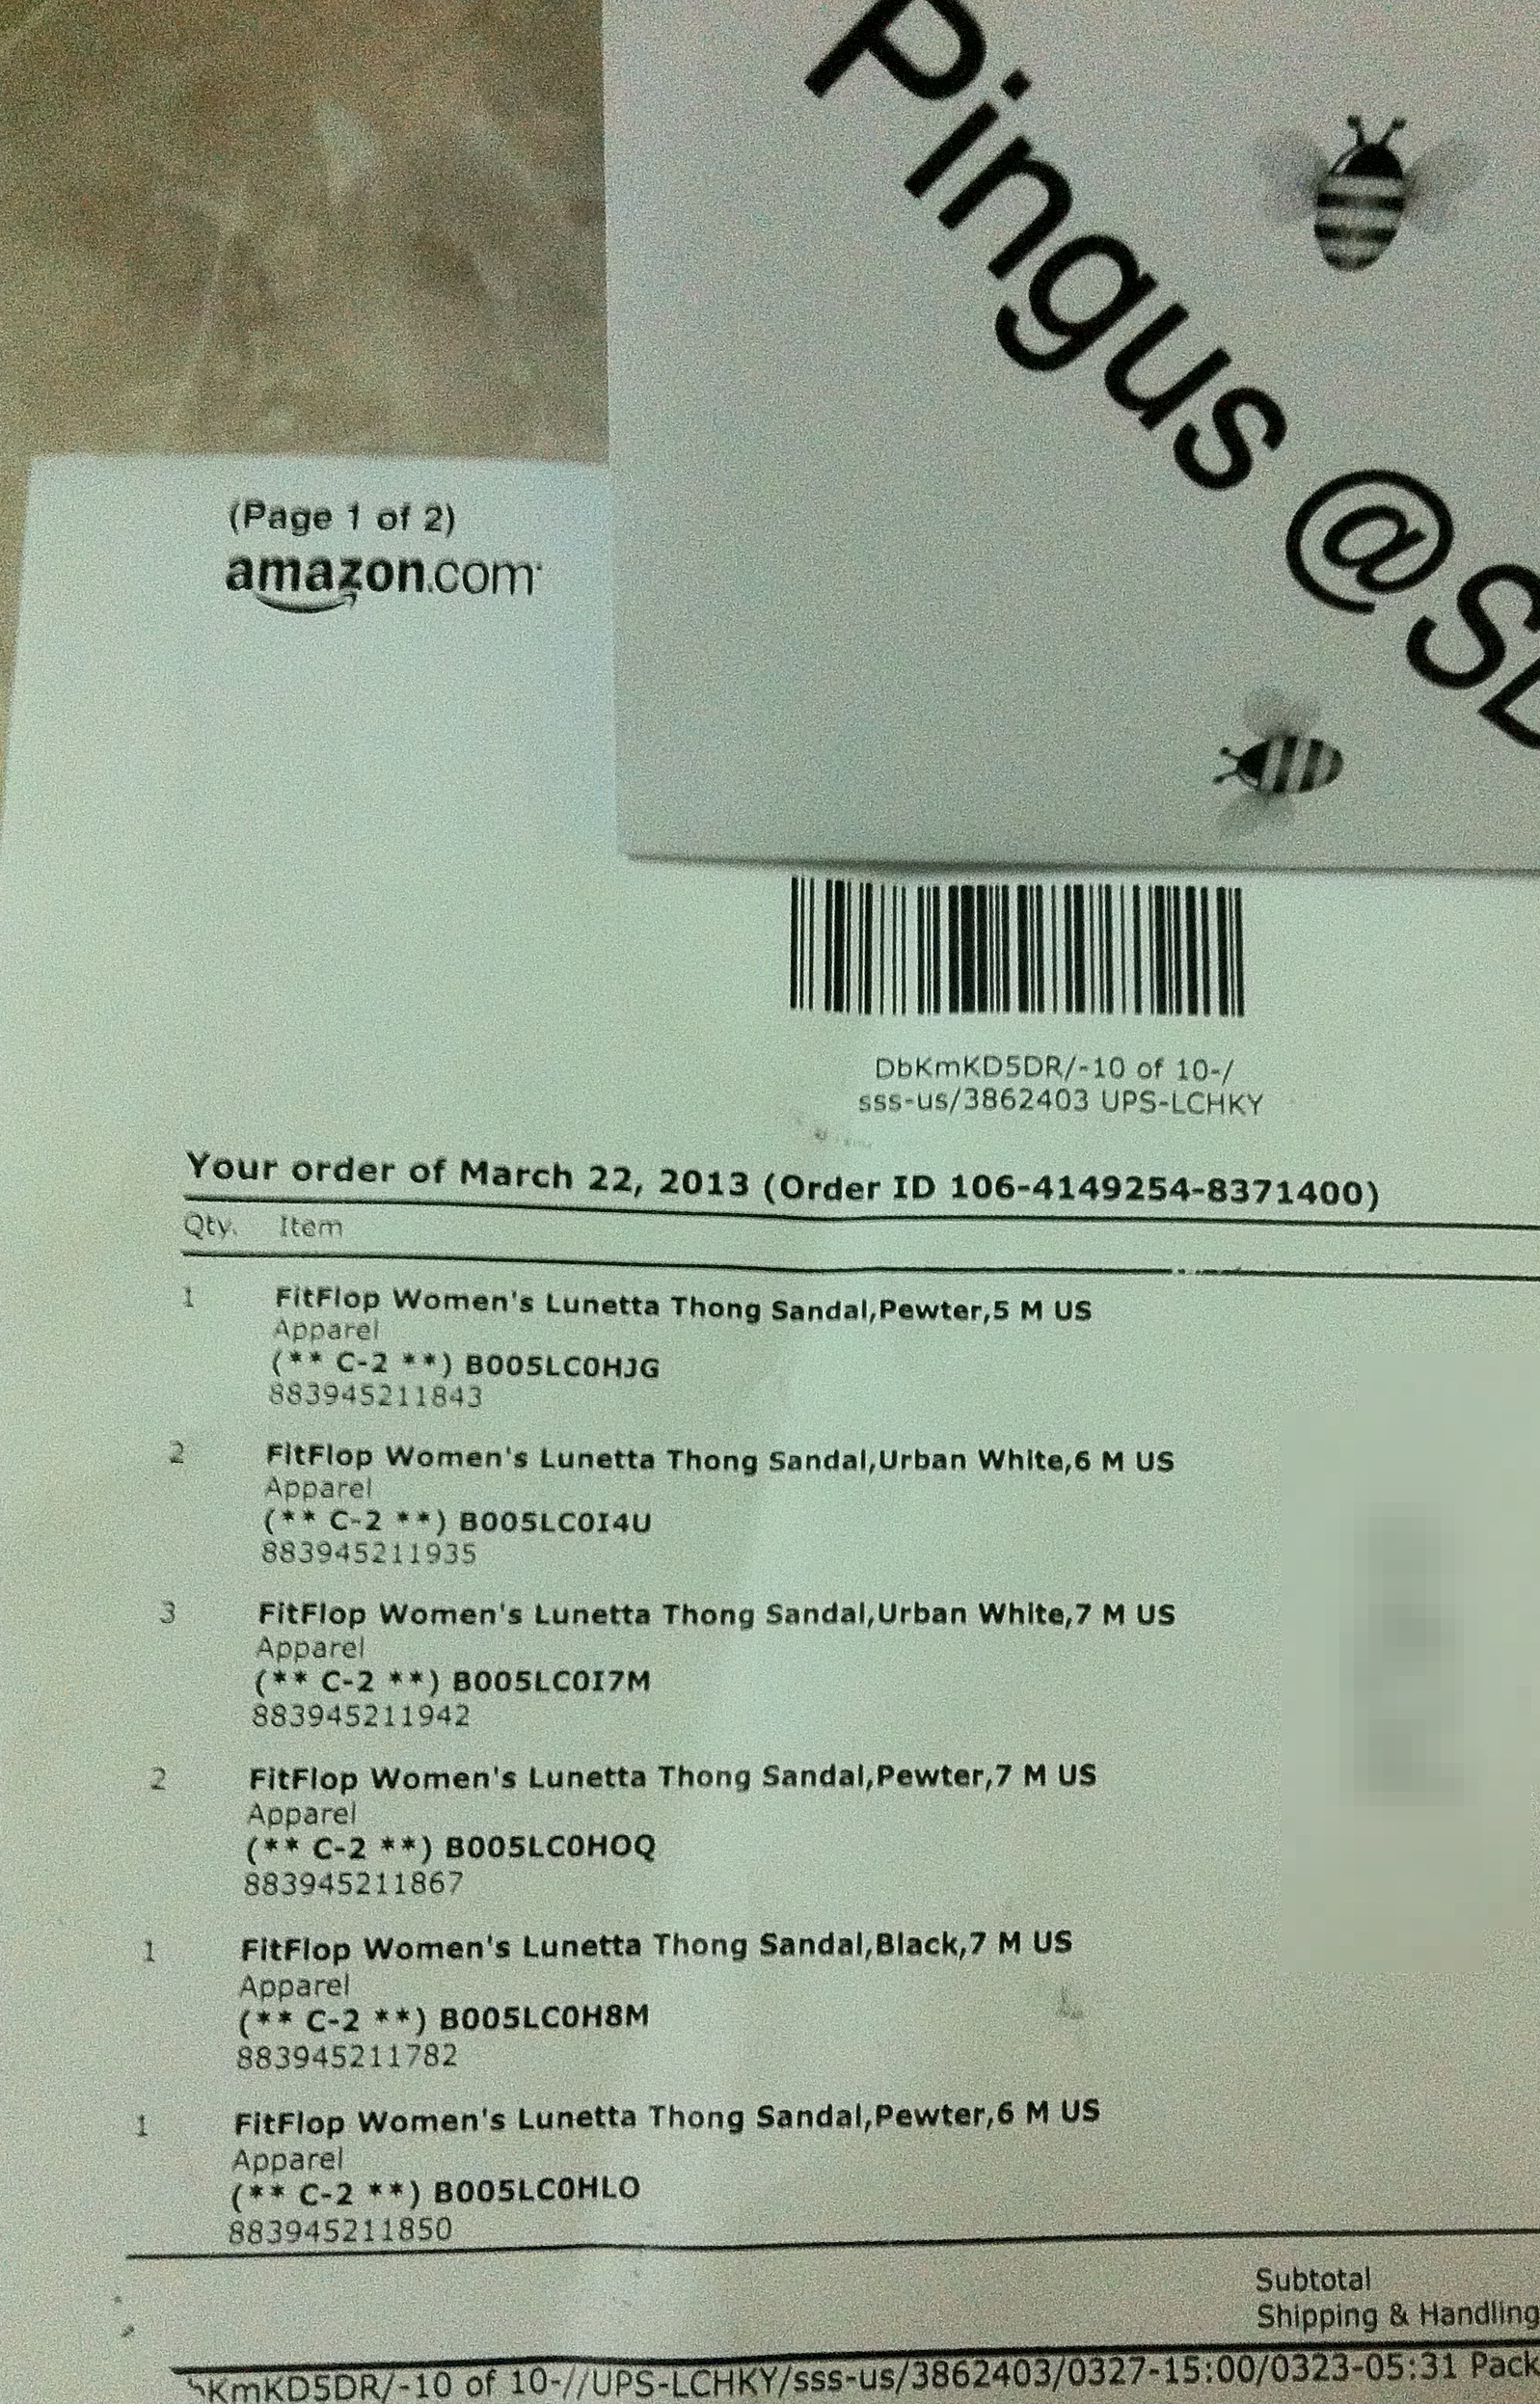 Pingus @SD
(Page 1 of 2)
amazon.com
DbKmKD5DR/-10 of 10-/
sss-us/3862403 UPS-LCHKY
Your order of March 22, 2013 (Order ID 106-4149254-8371400)
Qty. Item
1 FitFlop Women's Lunetta Thong Sandal,Pewter,5 M US
Apparel
(** C-2 **) B005LC0HJG
883945211843
2 FitFlop Women's Lunetta Thong Sandal,Urban White,6 M US
Apparel
(** C-2 **) B005LC0I4U
883945211935
3 FitFlop Women's Lunetta Thong Sandal,Urban White,7 M US
Apparel
(** C-2 **) B005LC0I7M
883945211942
2 FitFlop Women's Lunetta Thong Sandal,Pewter,7 M US
Apparel
(** C-2 **) B005LC0HOQ
883945211867
1 FitFlop Women's Lunetta Thong Sandal,Black,7 M US
Apparel
(** C-2 **) B005LC0H8M
883945211782
1 FitFlop Women's Lunetta Thong Sandal,Pewter,6 M US
Apparel
(** C-2 **) B005LC0HLO
883945211850
Subtotal
Shipping & Handling
KmKD5DR/-10 of 10-//UPS-LCHKY/sss-us/3862403/0327-15:00/0323-05:31 Pack